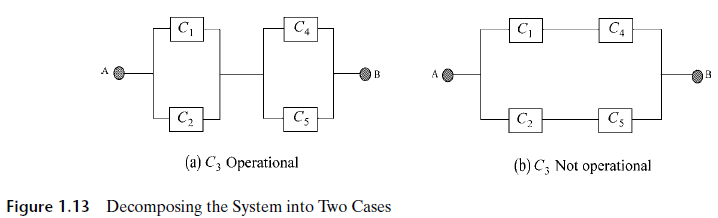 C1 C4 C1 C4
A B A B
C2 C5 C2 C5
(a) C3 Operational (b) C3 Not operational
Figure 1.13 Decomposing the System into Two Cases